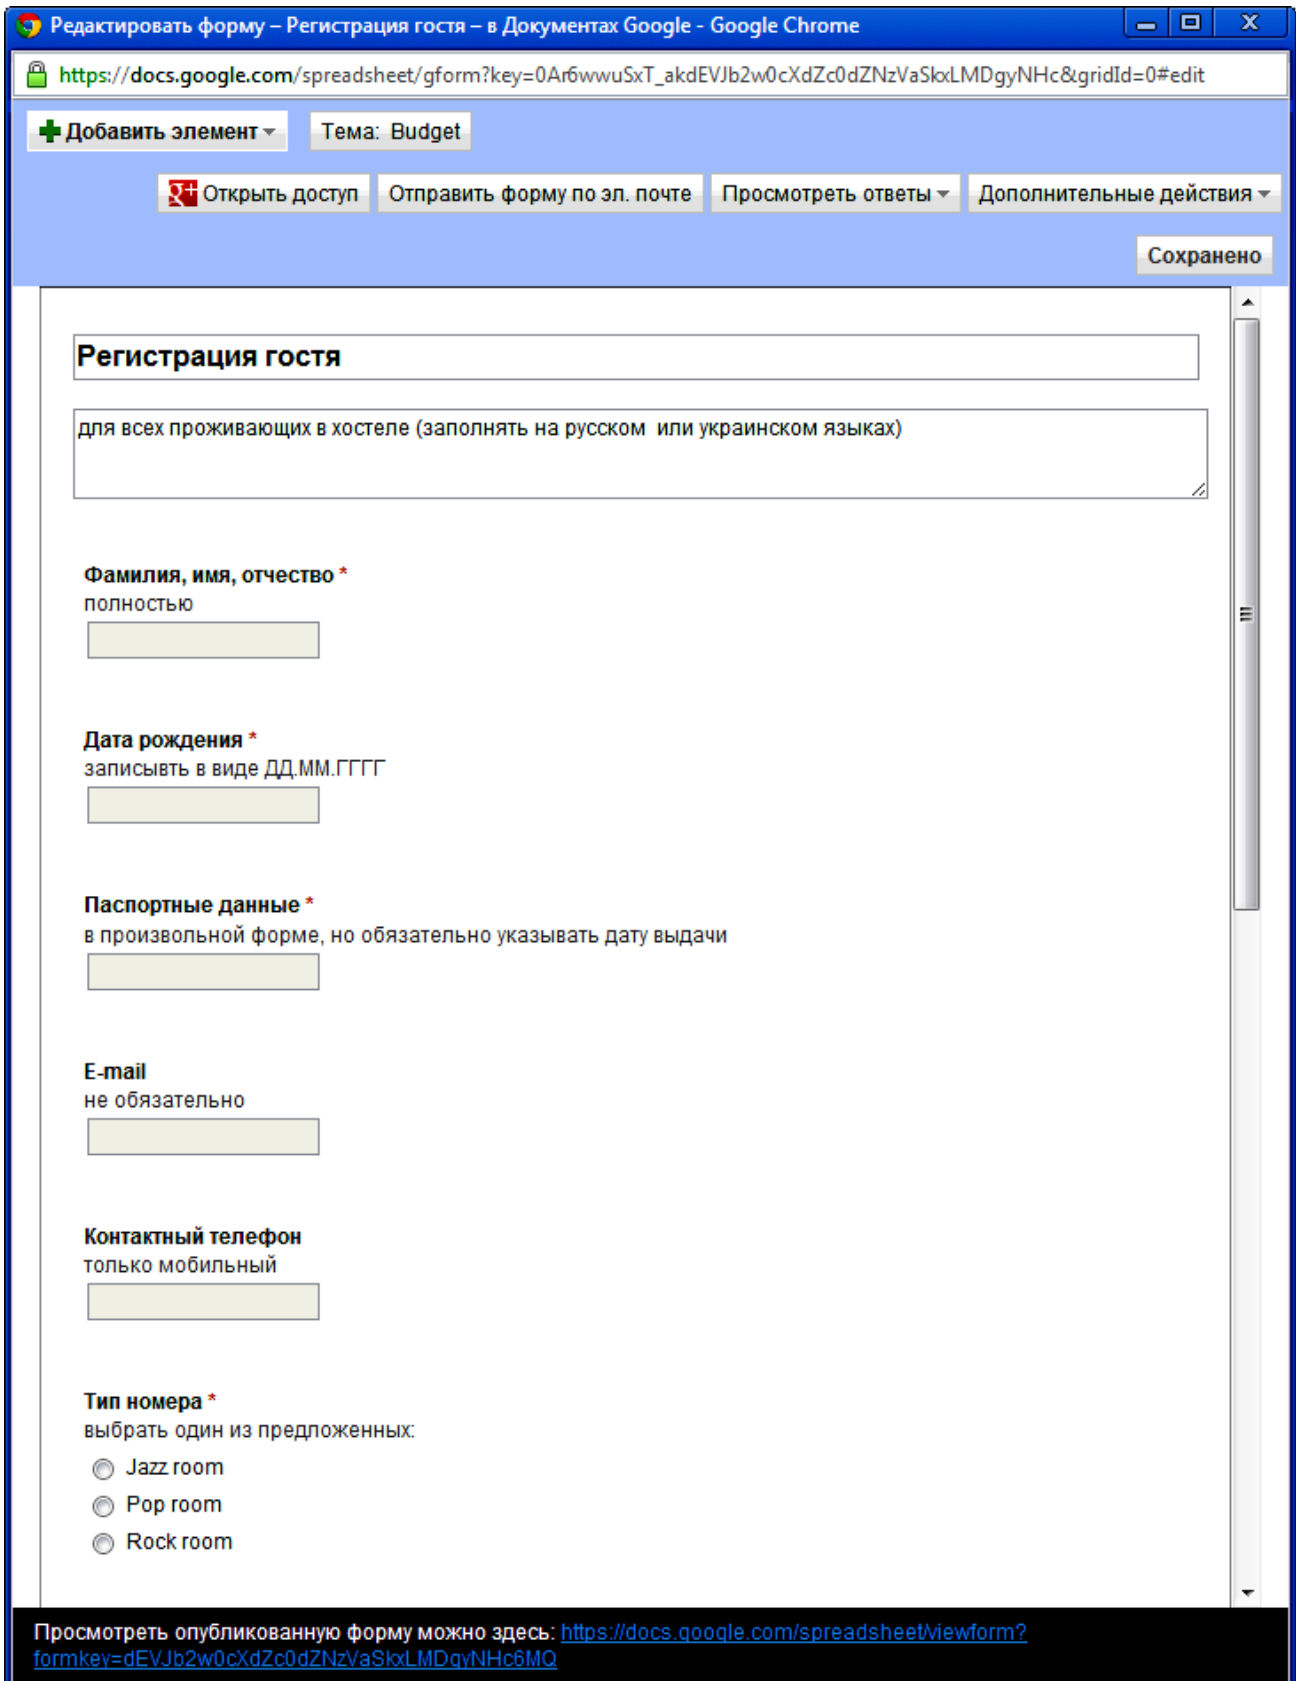 Редактировать форму – Регистрация гостя – в Документах Google - Google Chrome
https://docs.google.com/spreadsheet/gform?key=0Ar6wwuSxT_akdEVJb2w0cXdZc0dZNzVaSkxLMDgyNHc&gridId=0#edit
Добавить элемент Тема: Budget
Открыть доступ Отправить форму по эл. почте Просмотреть ответы Дополнительные действия
Сохранено
Регистрация гостя
для всех проживающих в хостеле (заполнять на русском или украинском языках)
Фамилия, имя, отчество *
полностью
Дата рождения *
записывть в виде ДД.ММ.ГГГГ
Паспортные данные *
в произвольной форме, но обязательно указывать дату выдачи
E-mail
не обязательно
Контактный телефон
только мобильный
Тип номера *
выбрать один из предложенных:
Jazz room
Pop room
Rock room
Просмотреть опубликованную форму можно здесь: https://docs.google.com/spreadsheet/viewform?
formkey=dEVJb2w0cXdZc0dZNzVaSkxLMDgyNHc6MQ